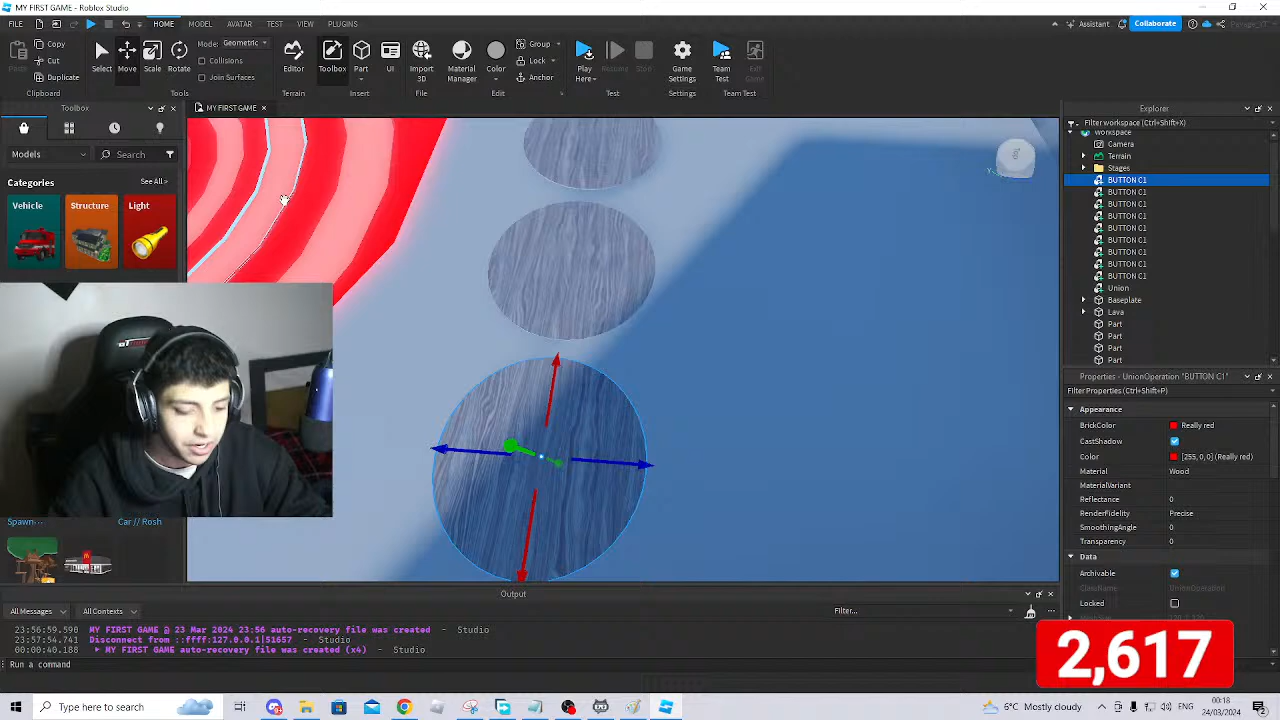 MY FIRST GAME - Roblox Studio
FILE HOME MODEL AVATAR TEST VIEW PLUGINS
Assistant Collaborate
Copy
Cut
Duplicate
Select Move Scale Rotate
Mode: Geometric
Collisions
Join Surfaces
Editor Toolbox Part UI Import 3D Material Manager Color
Group
Lock
Anchor
Play Here Resume Stop Game Settings Team Test Exit Game
Clipboard Tools Terrain Insert File Edit Test Settings Team Test
Toolbox
MY FIRST GAME
Models
Search
Categories See All >
Vehicle Structure Light
Spawn... Car // Rosh
Explorer
Filter workspace (Ctrl+Shift+X)
Workspace
Camera
Terrain
Stages
BUTTON C1
BUTTON C1
BUTTON C1
BUTTON C1
BUTTON C1
BUTTON C1
BUTTON C1
BUTTON C1
BUTTON C1
Union
Baseplate
Lava
Part
Part
Part
Part
Properties - UnionOperation "BUTTON C1"
Filter Properties (Ctrl+Shift+P)
Appearance
BrickColor Really red
CastShadow
Color [255, 0, 0] (Really red)
Material Wood
MaterialVariant
Reflectance 0
RenderFidelity Precise
SmoothingAngle 0
Transparency 0
Data
Archivable
ClassName UnionOperation
Locked
Output
All Messages All Contexts Filter...
23:56:59.590 MY FIRST GAME @ 23 Mar 2024 23:56 auto-recovery file was created - Studio
23:57:54.741 Disconnect from ::ffff:127.0.0.1|51657 - Studio
00:00:40.188 MY FIRST GAME auto-recovery file was created (x4) - Studio
Run a command
2,617
Type here to search
5°C Mostly cloudy
ENG
00:18
24/03/2024